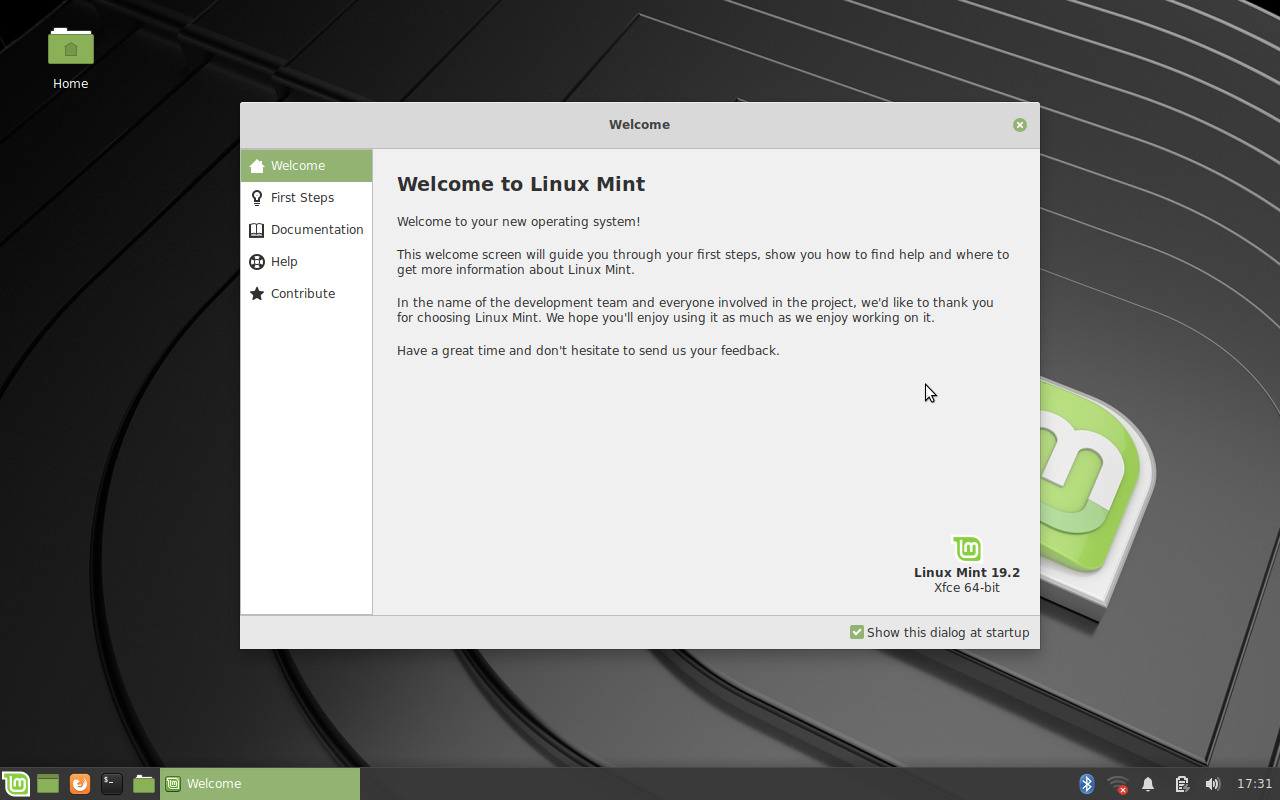 Home
Welcome
Welcome
First Steps
Documentation
Help
Contribute
Welcome to Linux Mint
Welcome to your new operating system!
This welcome screen will guide you through your first steps, show you how to find help and where to
get more information about Linux Mint.
In the name of the development team and everyone involved in the project, we'd like to thank you
for choosing Linux Mint. We hope you'll enjoy using it as much as we enjoy working on it.
Have a great time and don't hesitate to send us your feedback.
Linux Mint 19.2
Xfce 64-bit
Show this dialog at startup
Welcome
17:31